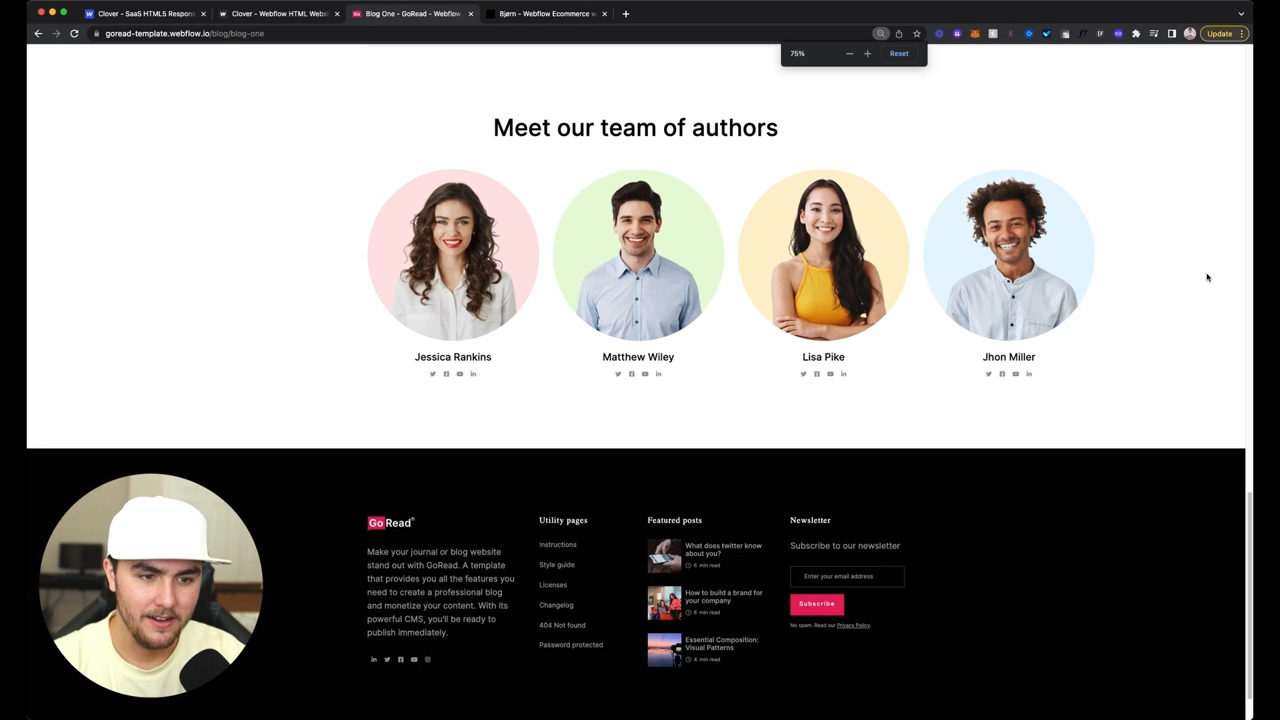 Clover - SaaS HTML5 Respon
Clover - Webflow HTML Websi
Blog One - GoRead - Webflow
Bjørn - Webflow Ecommerce w
goread-template.webflow.io/blog/blog-one
Update
75%
Reset
Meet our team of authors
Jessica Rankins
Matthew Wiley
Lisa Pike
Jhon Miller
GoRead®
Make your journal or blog website
stand out with GoRead. A template
that provides you all the features you
need to create a professional blog
and monetize your content. With its
powerful CMS, you'll be ready to
publish immediately.
Utility pages
Instructions
Style guide
Licenses
Changelog
404 Not found
Password protected
Featured posts
What does twitter know
about you?
6 min read
How to build a brand for
your company
6 min read
Essential Composition:
Visual Patterns
4 min read
Newsletter
Subscribe to our newsletter
Enter your email address
Subscribe
No spam. Read our Privacy Policy.